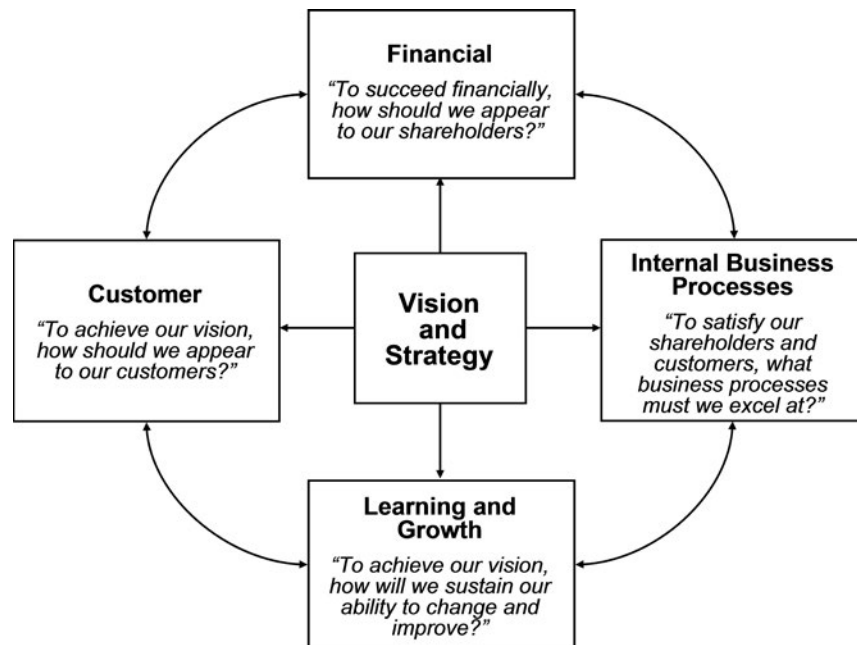 Financial
“To succeed financially,
how should we appear
to our shareholders?”
Customer
“To achieve our vision,
how should we appear
to our customers?”
Vision
and
Strategy
Internal Business
Processes
“To satisfy our
shareholders and
customers, what
business processes
must we excel at?”
Learning and
Growth
“To achieve our vision,
how will we sustain our
ability to change and
improve?”